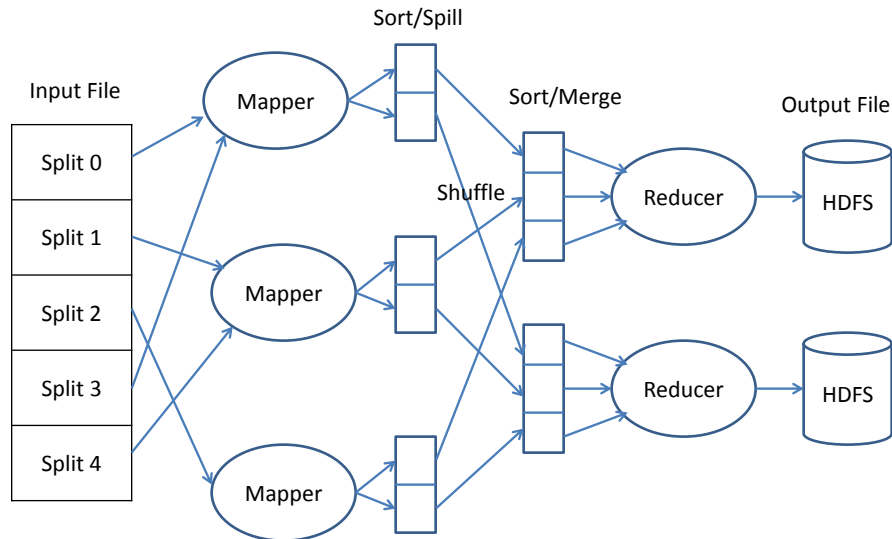 Sort/Spill
Input File
Mapper
Sort/Merge
Output File
Split 0
Shuffle
Reducer
HDFS
Split 1
Mapper
Split 2
Split 3
Reducer
HDFS
Split 4
Mapper